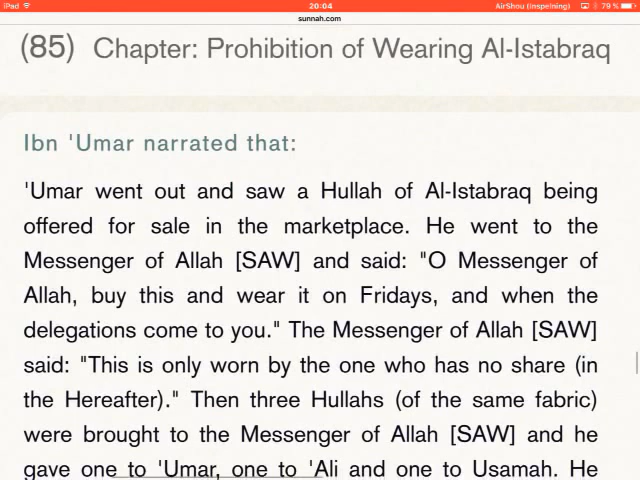 iPad 20:04 AirShou (Inspelning) 79 %
sunnah.com
(85) Chapter: Prohibition of Wearing Al-Istabraq
Ibn 'Umar narrated that:
'Umar went out and saw a Hullah of Al-Istabraq being
offered for sale in the marketplace. He went to the
Messenger of Allah [SAW] and said: "O Messenger of
Allah, buy this and wear it on Fridays, and when the
delegations come to you." The Messenger of Allah [SAW]
said: "This is only worn by the one who has no share (in
the Hereafter)." Then three Hullahs (of the same fabric)
were brought to the Messenger of Allah [SAW] and he
gave one to 'Umar, one to 'Ali and one to Usamah. He